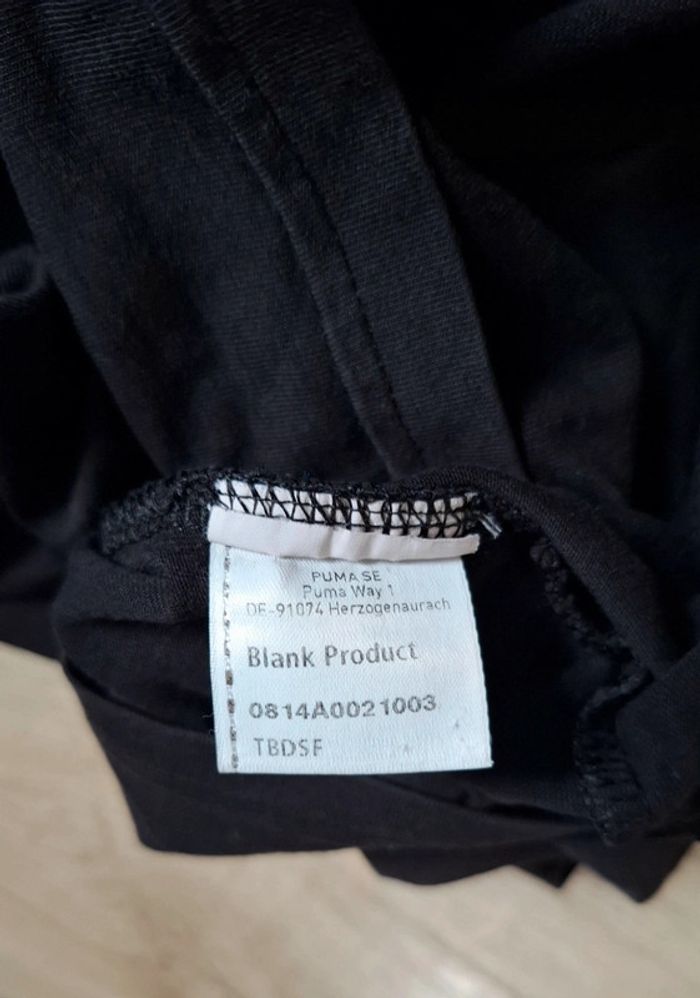 PUMA SE
Puma Way 1
DE-91074 Herzogenaurach
Blank Product
0814A0021003
TBDSF